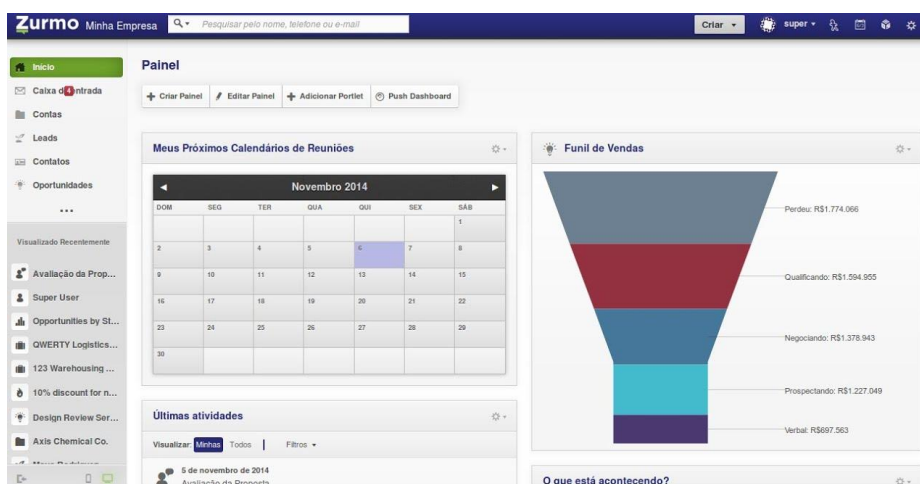 Zurmo Minha Empresa
Pesquisar pelo nome, telefone ou e-mail
Criar
super
Início
Caixa d
4
ntrada
Contas
Leads
Contatos
Oportunidades
...
Visualizado Recentemente
Avaliação da Prop...
Super User
Opportunities by St...
QWERTY Logistics...
123 Warehousing ...
10% discount for n...
Design Review Ser...
Axis Chemical Co.
Painel
Criar Painel
Editar Painel
Adicionar Portlet
Push Dashboard
Meus Próximos Calendários de Reuniões
Novembro 2014
DOM SEG TER QUA QUI SEX SÁB
1
2 3 4 5 6 7 8
9 10 11 12 13 14 15
16 17 18 19 20 21 22
23 24 25 26 27 28 29
30
Últimas atividades
Visualizar: Minhas Todos | Filtros
5 de novembro de 2014
Avaliação da Proposta
Funil de Vendas
Perdeu: R$1.774.066
Qualificando: R$1.594.955
Negociando: R$1.378.943
Prospectando: R$1.227.049
Verbal: R$697.563
O que está acontecendo?